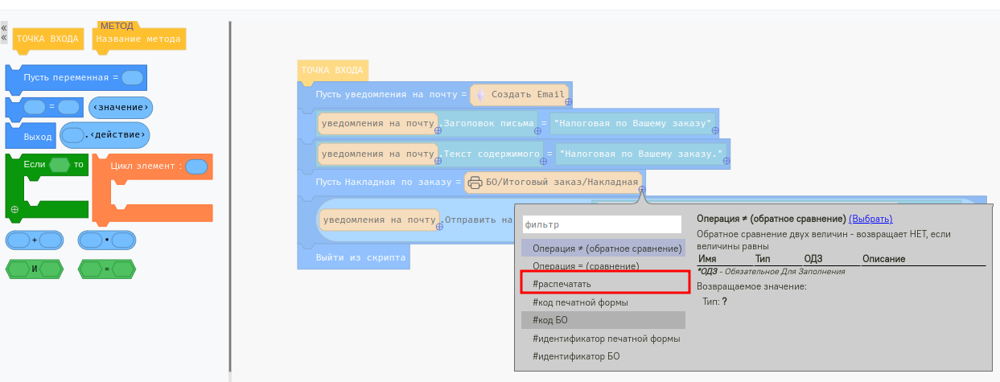 «
«
ТОЧКА ВХОДА
МЕТОД
Название метода
Пусть переменная =
=
‹значение›
Выход
.‹действие›
Если то
Цикл элемент :
+
•
И
=
ТОЧКА ВХОДА
Пусть уведомления на почту = Создать Email
уведомления на почту.Заголовок письма = "Налоговая по Вашему заказу"
уведомления на почту.Текст содержимого = "Налоговая по Вашему заказу."
Пусть Накладная по заказу = БО/Итоговый заказ/Накладная
уведомления на почту.Отправить на
Выйти из скрипта
фильтр
Операция ≠ (обратное сравнение)
Операция = (сравнение)
#распечатать
#код печатной формы
#код БО
#идентификатор печатной формы
#идентификатор БО
Операция ≠ (обратное сравнение) (Выбрать)
Обратное сравнение двух величин - возвращает НЕТ, если
величины равны
Имя Тип ОДЗ Описание
*ОДЗ - Обязательное Для Заполнения
Возвращаемое значение:
Тип: ?